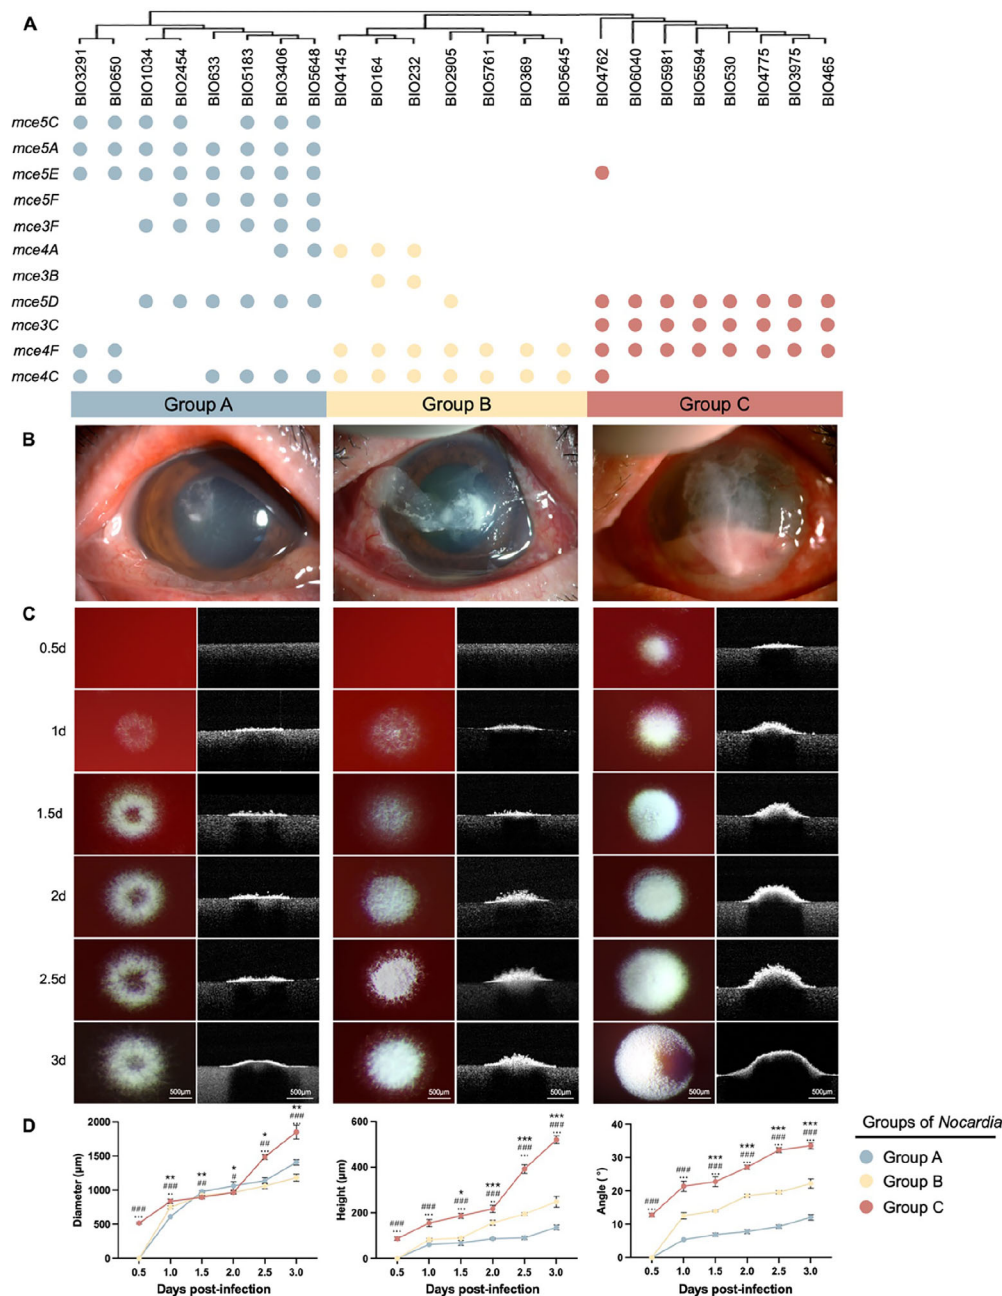 A
BIO3291 BIO650 BIO1034 BIO2454 BIO633 BIO5183 BIO3406 BIO5648 BIO4145 BIO164 BIO232 BIO2905 BIO5761 BIO369 BIO5645 BIO4762 BIO6040 BIO5981 BIO5594 BIO530 BIO4775 BIO3975 BIO465
mce5C
mce5A
mce5E
mce5F
mce3F
mce4A
mce3B
mce5D
mce3C
mce4F
mce4C
Group A Group B Group C
B
C
0.5d
1d
1.5d
2d
2.5d
3d
500μm 500μm 500μm 500μm 500μm 500μm
D
Diameter (μm)
2000
1500
1000
500
0
### ** ### ** ## * # * ## ** ###
0.5 1.0 1.5 2.0 2.5 3.0
Days post-infection
Height (μm)
600
400
200
0
### ### * ### *** ### *** ### *** ###
0.5 1.0 1.5 2.0 2.5 3.0
Days post-infection
Angle (°)
40
30
20
10
0
### ### *** ### *** ### *** ### *** ###
0.5 1.0 1.5 2.0 2.5 3.0
Days post-infection
Groups of Nocardia
Group A
Group B
Group C